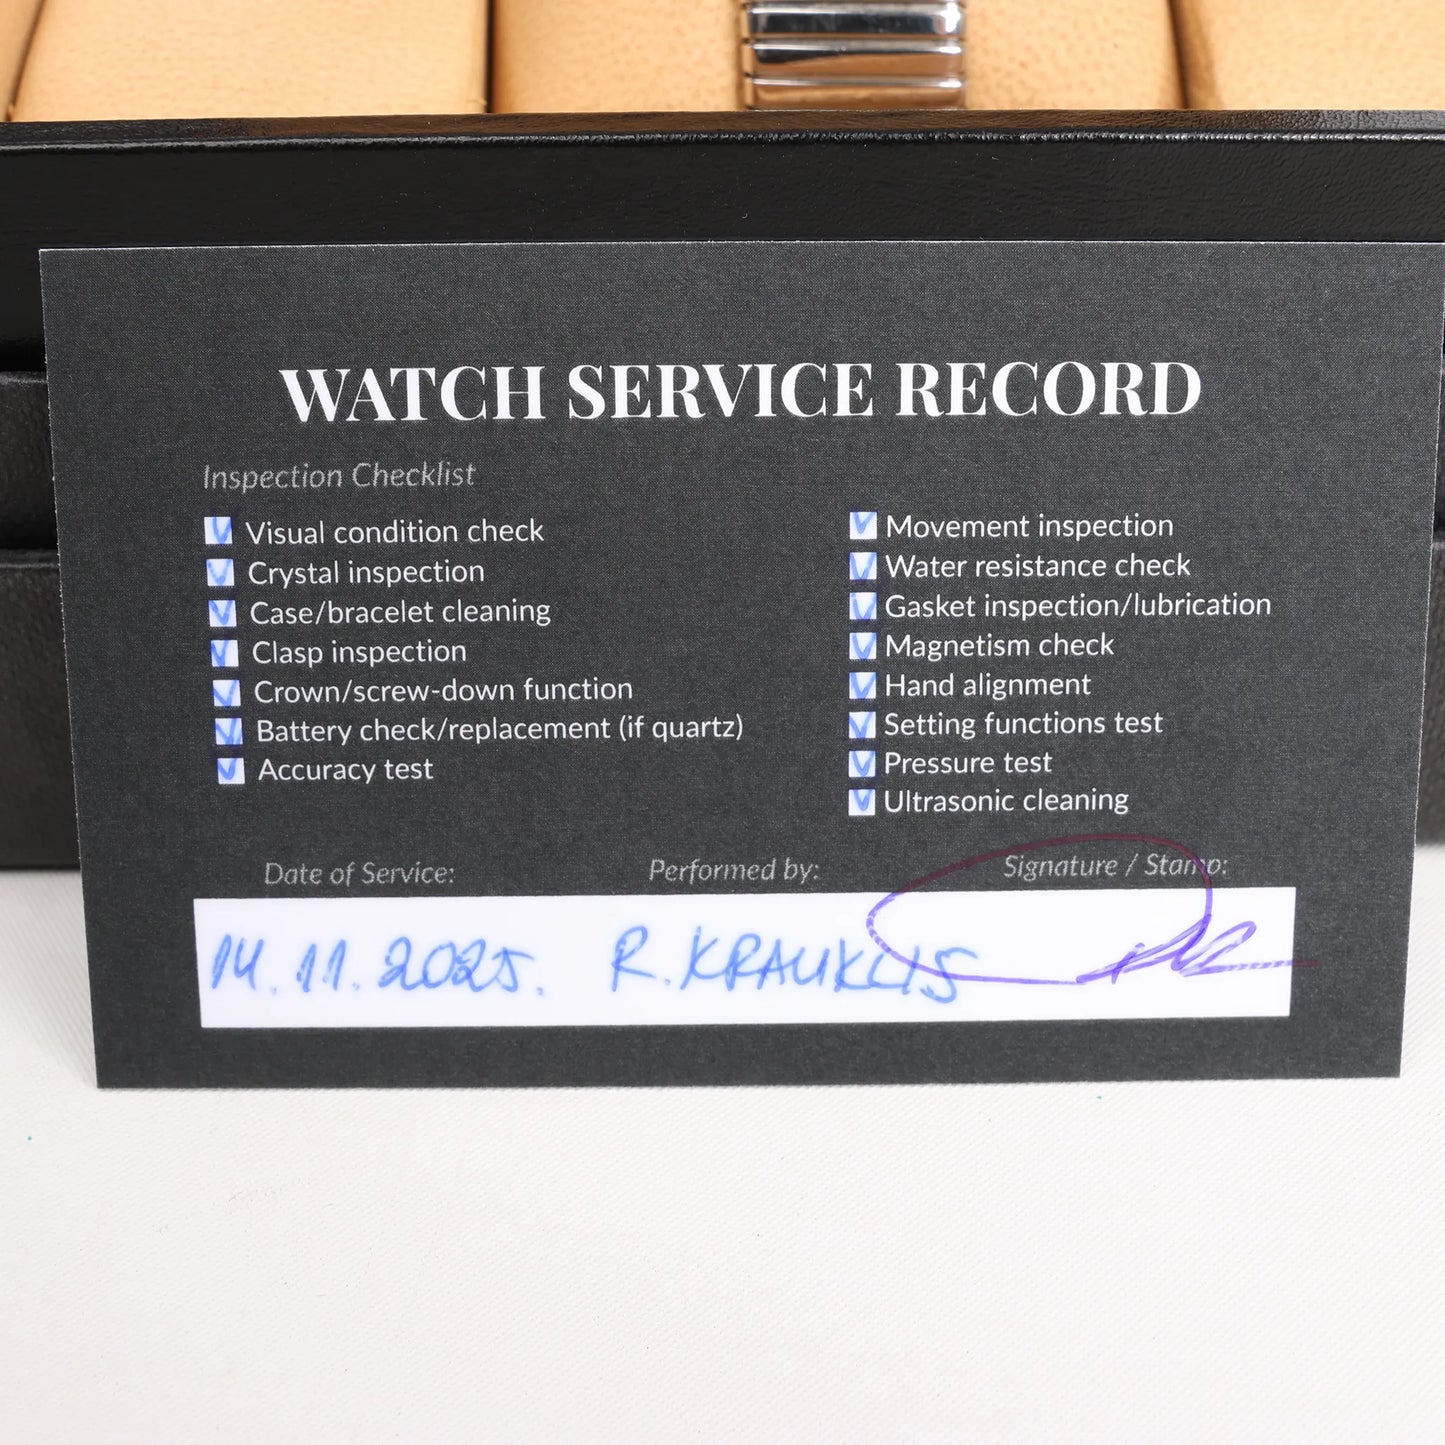 WATCH SERVICE RECORD
Inspection Checklist
Visual condition check
Crystal inspection
Case/bracelet cleaning
Clasp inspection
Crown/screw-down function
Battery check/replacement (if quartz)
Accuracy test
Movement inspection
Water resistance check
Gasket inspection/lubrication
Magnetism check
Hand alignment
Setting functions test
Pressure test
Ultrasonic cleaning
Date of Service: Performed by: Signature / Stamp:
14.11.2025. R.KRAUKLIS